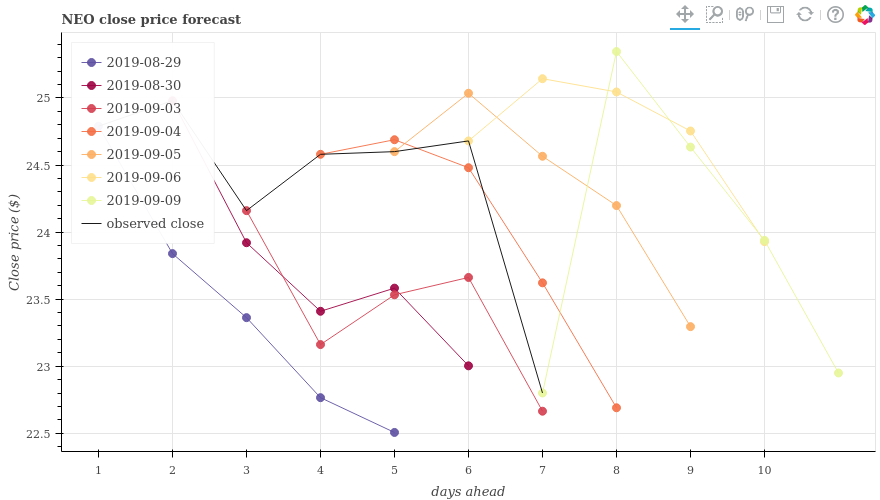 NEO close price forecast
2019-08-29
2019-08-30
2019-09-03
2019-09-04
2019-09-05
2019-09-06
2019-09-09
observed close
Close price ($)
25
24.5
24
23.5
23
22.5
1 2 3 4 5 6 7 8 9 10
days ahead